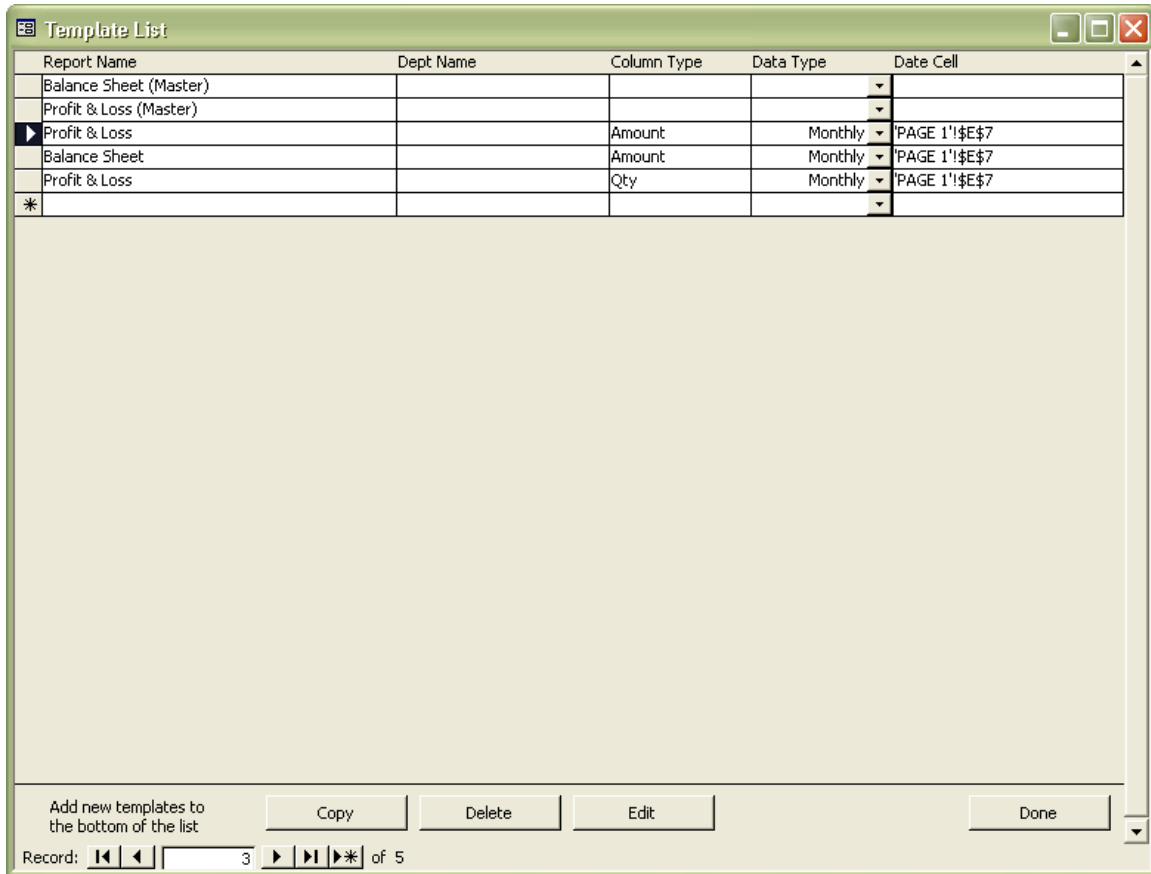 Template List
Report Name Dept Name Column Type Data Type Date Cell
Balance Sheet (Master)
Profit & Loss (Master)
Profit & Loss Amount Monthly 'PAGE 1'!$E$7
Balance Sheet Amount Monthly 'PAGE 1'!$E$7
Profit & Loss Qty Monthly 'PAGE 1'!$E$7
Add new templates to
the bottom of the list
Copy Delete Edit Done
Record: 3 of 5